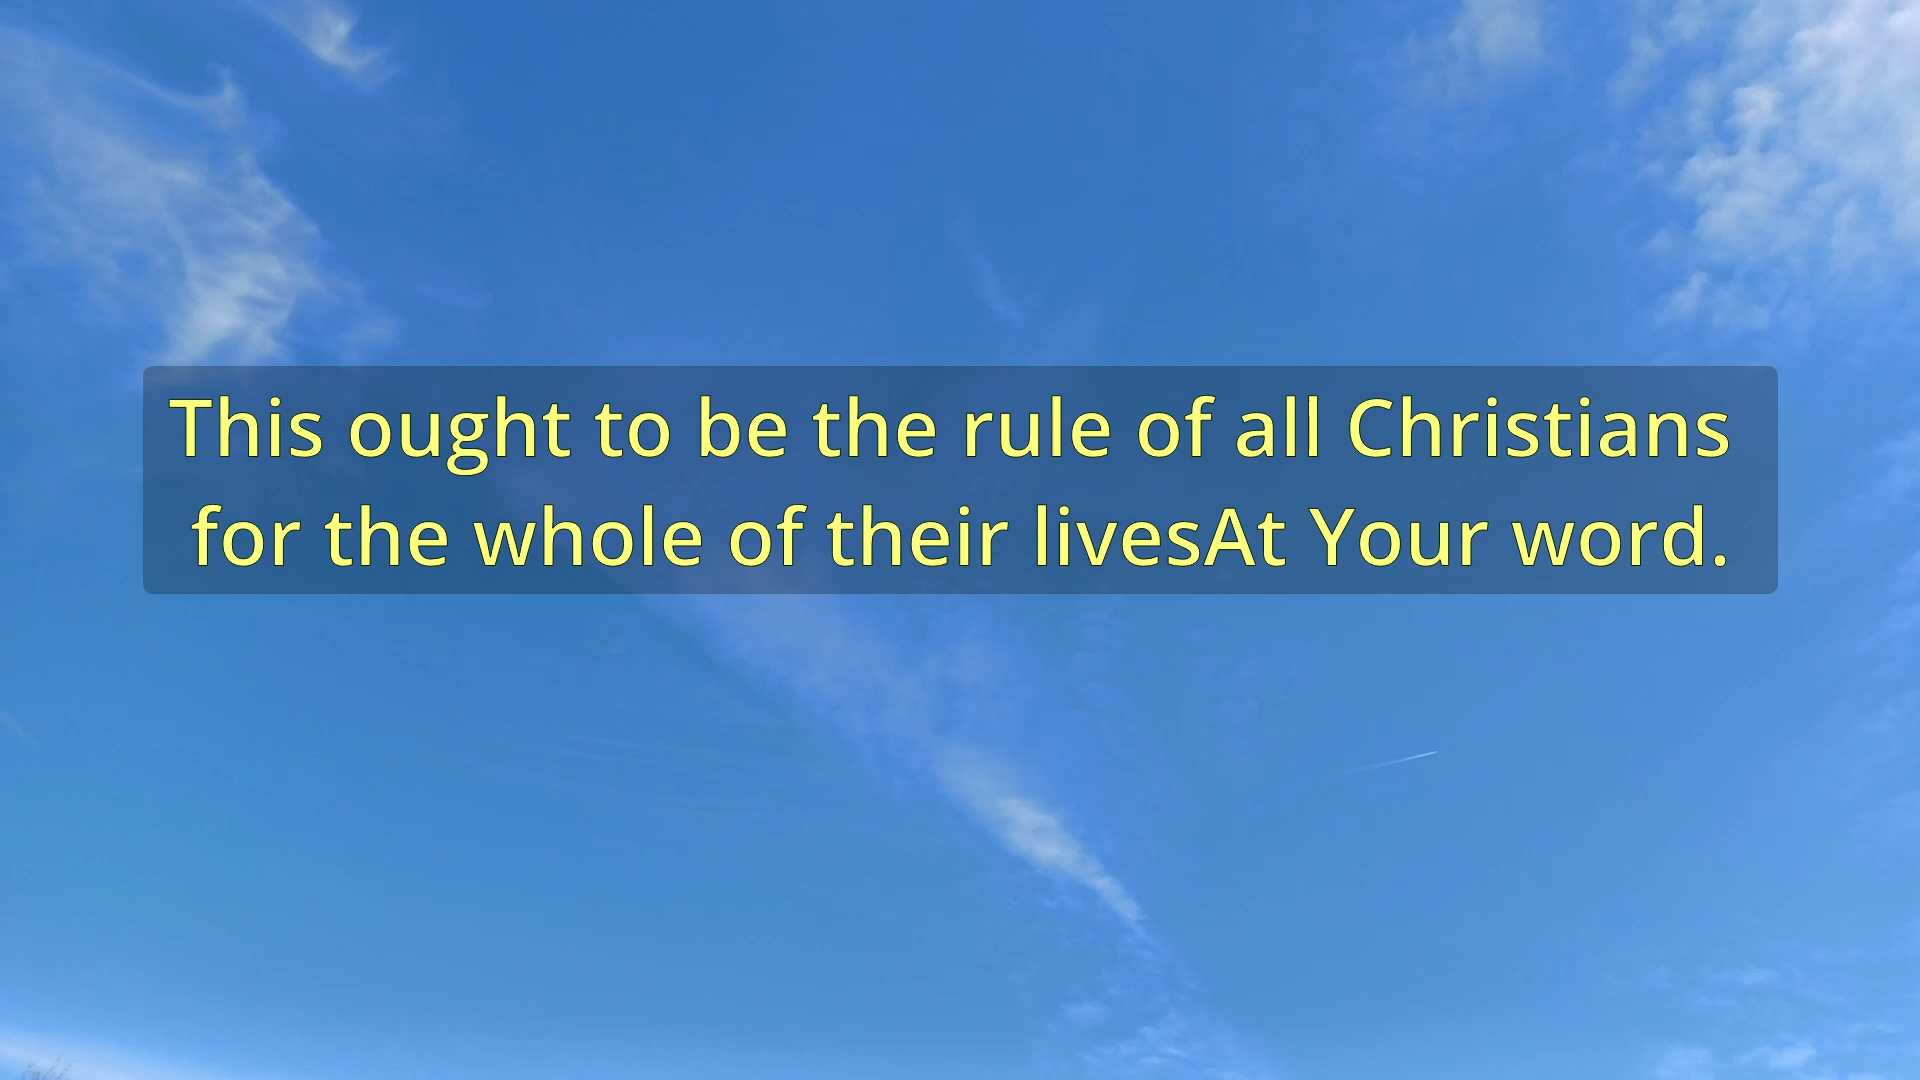 This ought to be the rule of all Christians
for the whole of their livesAt Your word.